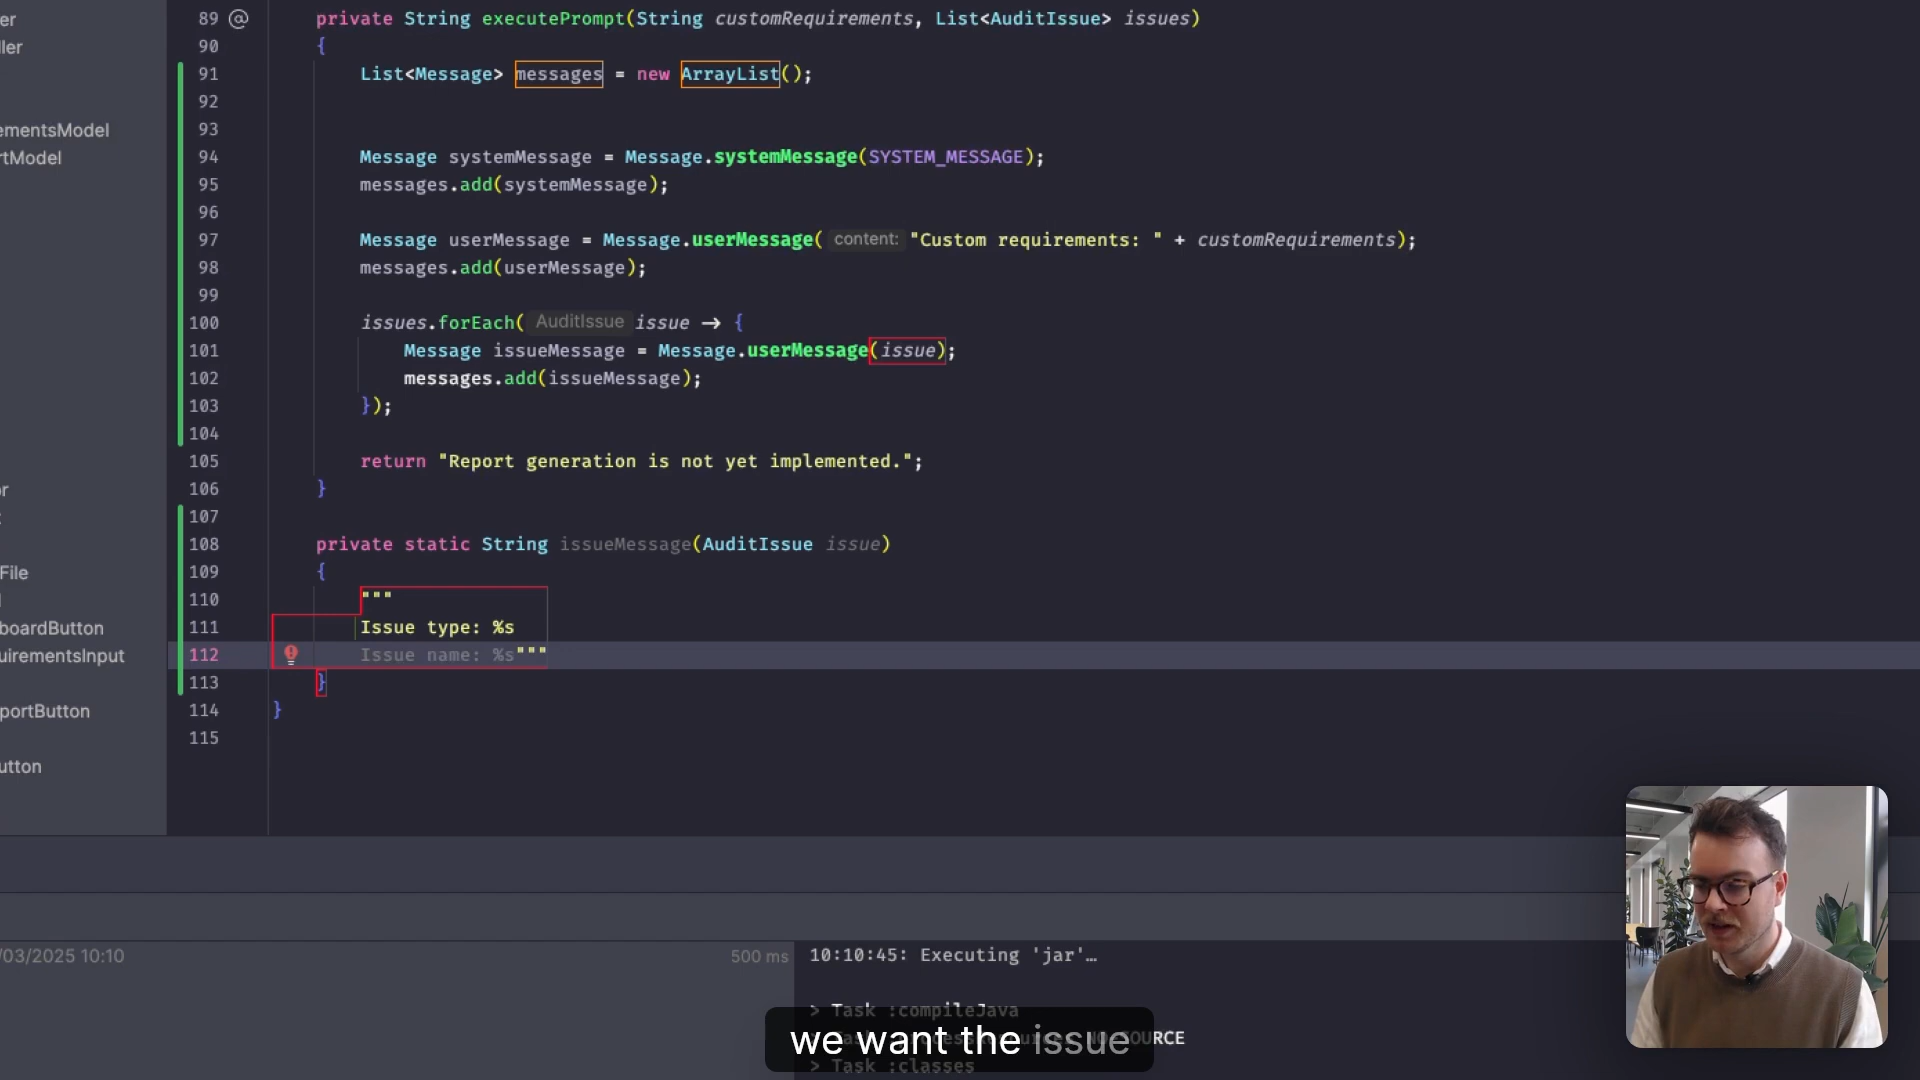 er
ller
ementsModel
rtModel
File
boardButton
uirementsInput
portButton
utton
89 @ private String executePrompt(String customRequirements, List<AuditIssue> issues)
90 {
91 List<Message> messages = new ArrayList();
92
93
94 Message systemMessage = Message.systemMessage(SYSTEM_MESSAGE);
95 messages.add(systemMessage);
96
97 Message userMessage = Message.userMessage( content: "Custom requirements: " + customRequirements);
98 messages.add(userMessage);
99
100 issues.forEach( AuditIssue issue → {
101 Message issueMessage = Message.userMessage(issue);
102 messages.add(issueMessage);
103 });
104
105 return "Report generation is not yet implemented.";
106 }
107
108 private static String issueMessage(AuditIssue issue)
109 {
110 """
111 Issue type: %s
112 Issue name: %s"""
113 }
114 }
115
/03/2025 10:10 500 ms
10:10:45: Executing 'jar'…
> Task :compileJava
> Task :classes
we want the issue